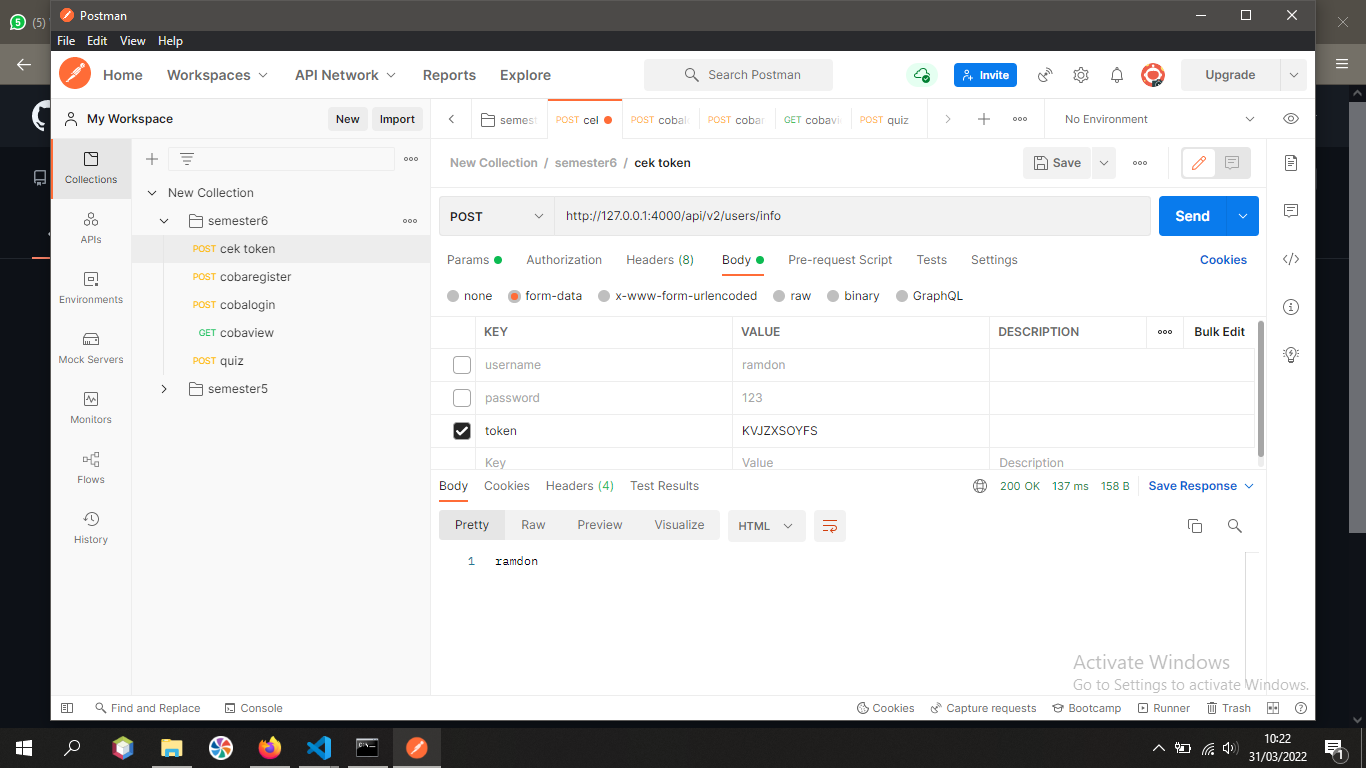 5 (5)
Postman
File Edit View Help
Home Workspaces API Network Reports Explore Search Postman Invite Upgrade
My Workspace New Import semes POST cel POST cobal POST cobar GET cobavi POST quiz No Environment
Collections
APIs
Environments
Mock Servers
Monitors
Flows
History
New Collection
semester6
POST cek token
POST cobaregister
POST cobalogin
GET cobaview
POST quiz
semester5
New Collection / semester6 / cek token Save
POST http://127.0.0.1:4000/api/v2/users/info Send
Params Authorization Headers (8) Body Pre-request Script Tests Settings Cookies
none form-data x-www-form-urlencoded raw binary GraphQL
KEY VALUE DESCRIPTION Bulk Edit
username ramdon
password 123
token KVJZXSOYFS
Key Value Description
Body Cookies Headers (4) Test Results 200 OK 137 ms 158 B Save Response
Pretty Raw Preview Visualize HTML
1 ramdon
Activate Windows
Go to Settings to activate Windows.
Find and Replace Console Cookies Capture requests Bootcamp Runner Trash
10:22
31/03/2022
1